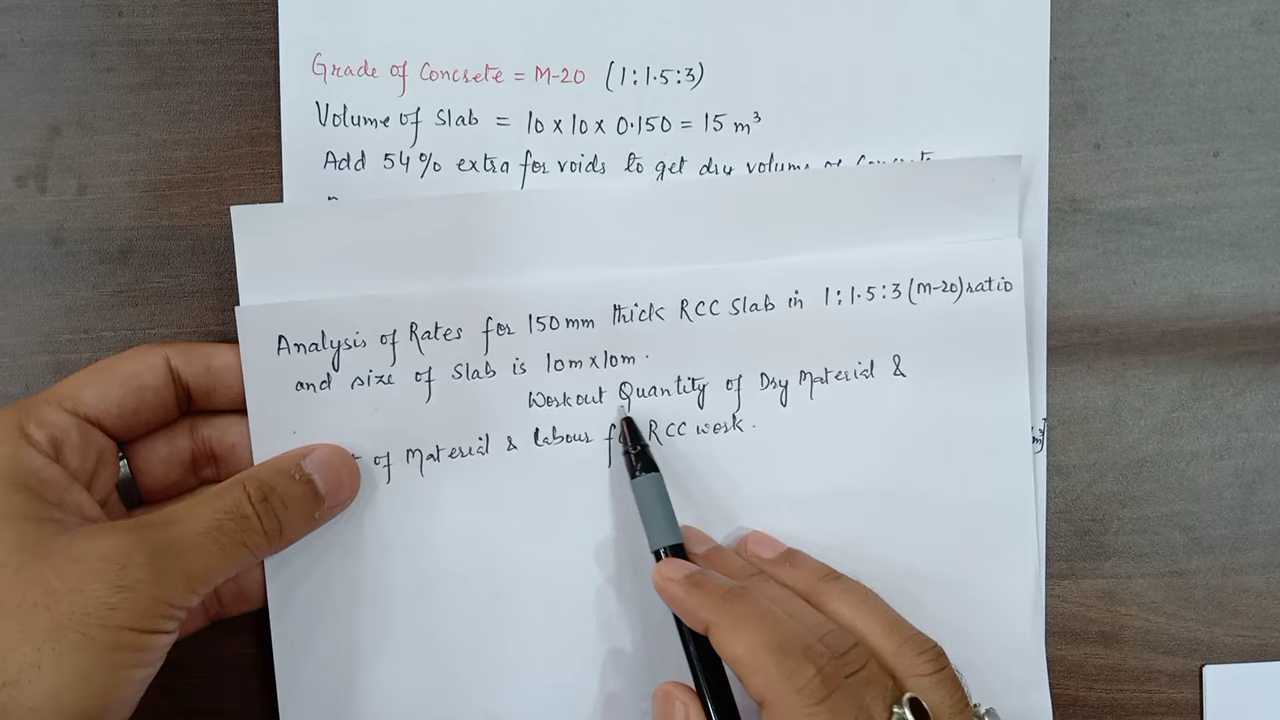 Grade of Concrete = M-20 (1:1.5:3)
Volume of Slab = 10 x 10 x 0.150 = 15 m³
Add 54% extra for voids to get dry volume of Concrete
Analysis of Rates for 150mm thick RCC Slab in 1:1.5:3 (M-20) ratio
and size of Slab is 10m x 10m.
Workout Quantity of Dry Material &
of Material & labour for RCC work.